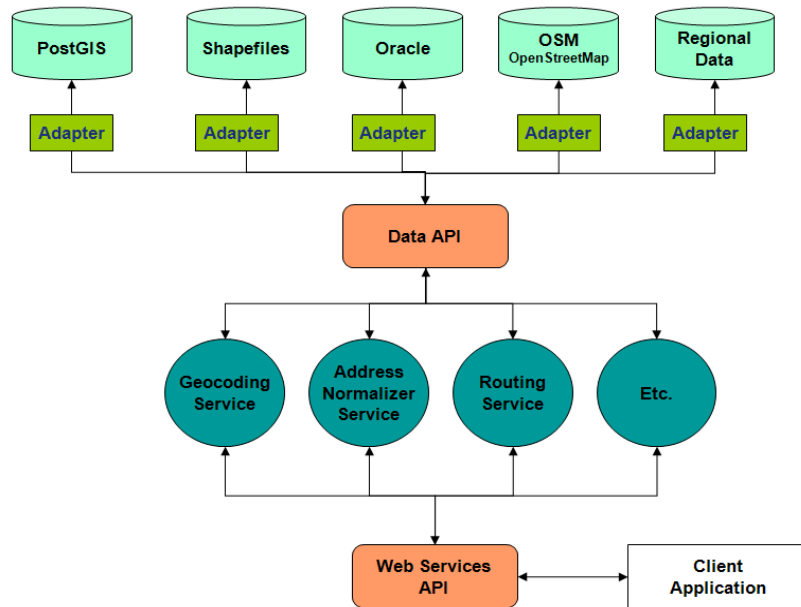 PostGIS
Shapefiles
Oracle
OSM
OpenStreetMap
Regional
Data
Adapter
Adapter
Adapter
Adapter
Adapter
Data API
Geocoding
Service
Address
Normalizer
Service
Routing
Service
Etc.
Web Services
API
Client
Application